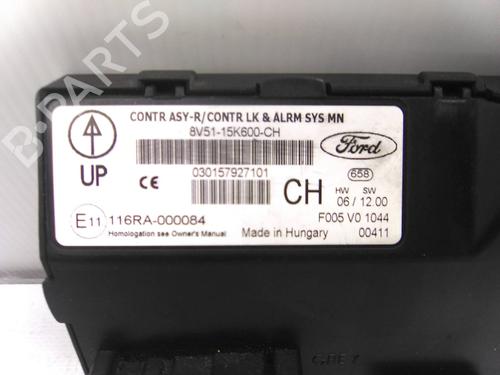 CONTR ASY-R/CONTR LK & ALRM SYS MN
8V51-15K600-CH
Ford
UP
CE
030157927101
CH
658
HW SW
06 / 12.00
E11 116RA-000084
F005 V0 1044
Homologation see Owner's Manual
Made in Hungary
00411
GREY
B-Parts